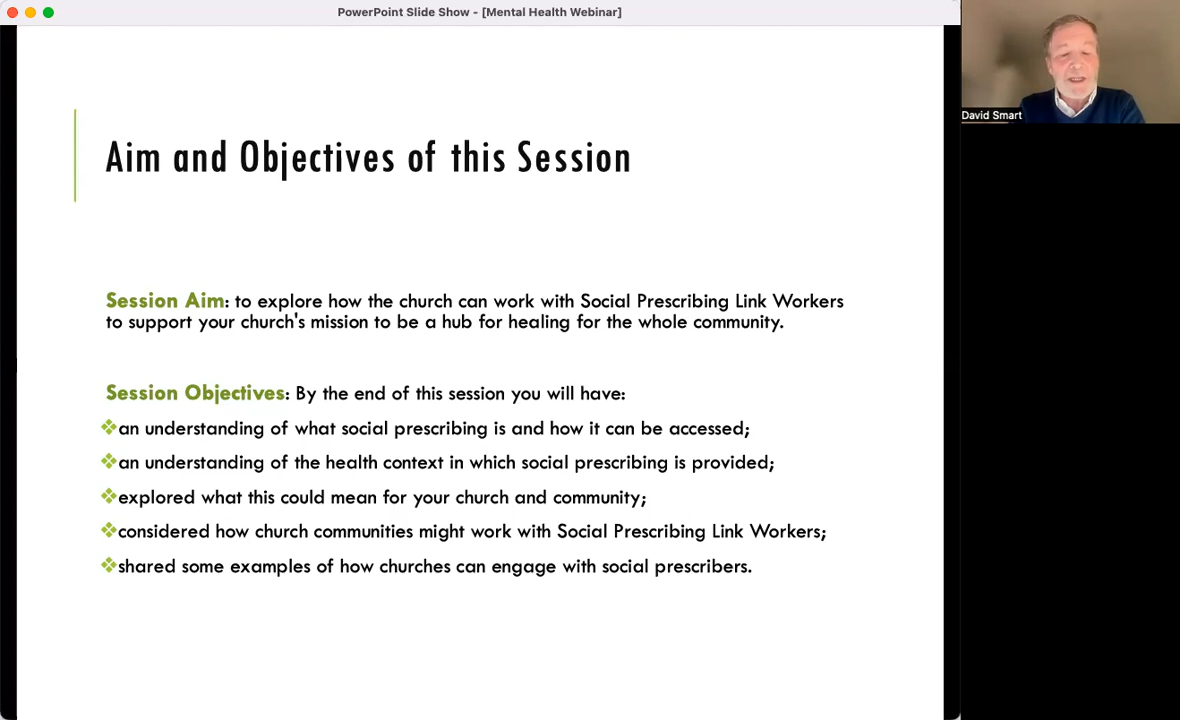 PowerPoint Slide Show - [Mental Health Webinar]
David Smart
Aim and Objectives of this Session
Session Aim: to explore how the church can work with Social Prescribing Link Workers
to support your church's mission to be a hub for healing for the whole community.
Session Objectives: By the end of this session you will have:
❖an understanding of what social prescribing is and how it can be accessed;
❖an understanding of the health context in which social prescribing is provided;
❖explored what this could mean for your church and community;
❖considered how church communities might work with Social Prescribing Link Workers;
❖shared some examples of how churches can engage with social prescribers.